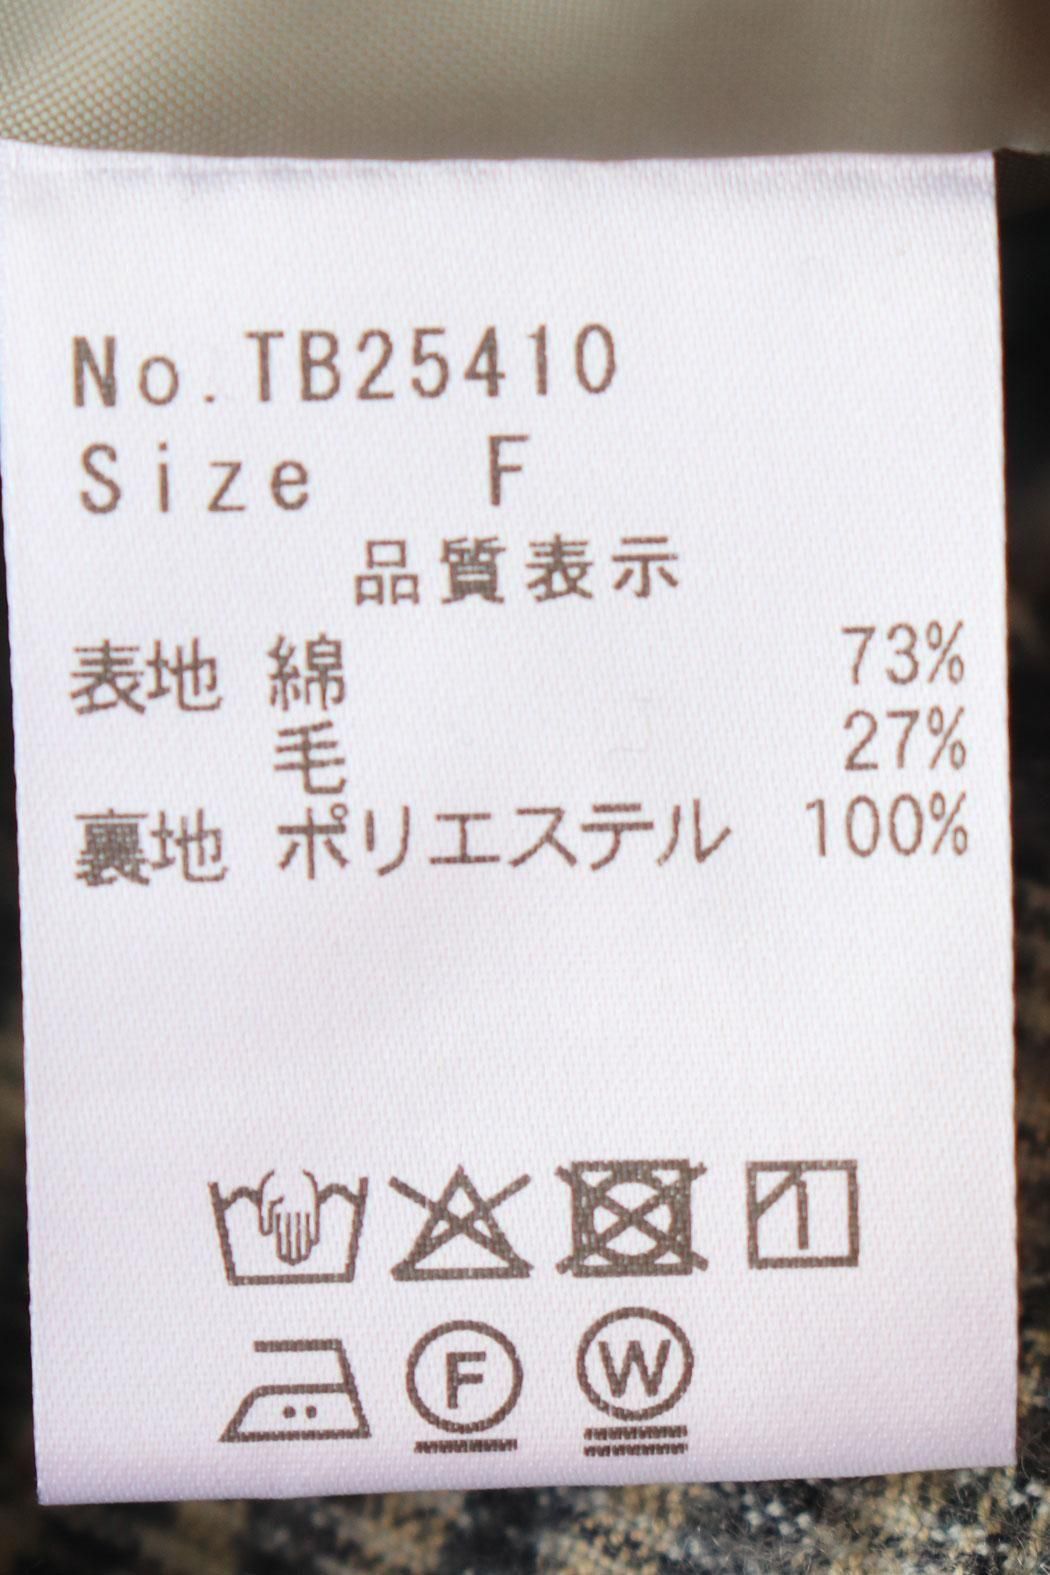 No.TB25410
Size F
品質表示
表地 綿 73%
毛 27%
裏地 ポリエステル 100%
F W